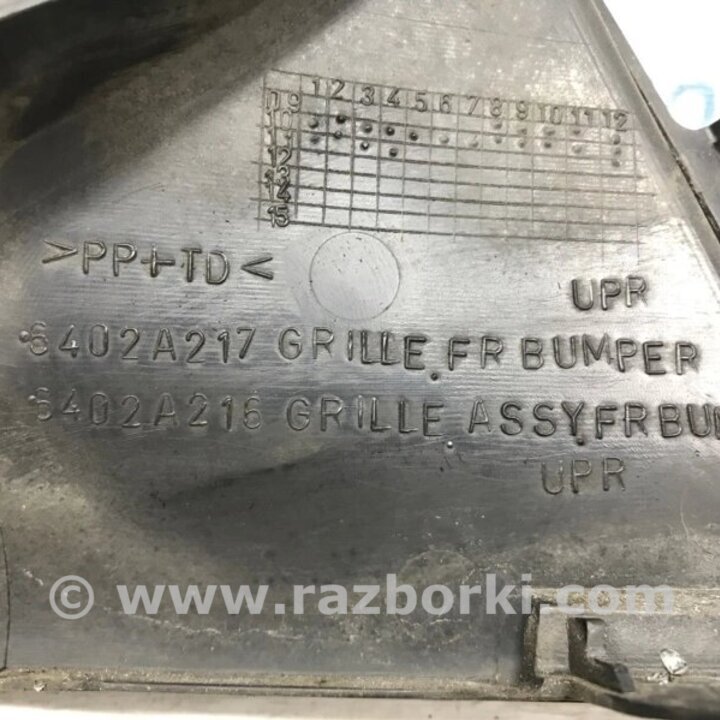 1 2 3 4 5 6 7 8 9 10 11 12
09
10
11
12
13
14
15
>PP+TD<
UPR
6402A217 GRILLE,FR BUMPER
6402A216 GRILLE ASSY,FR BU
UPR
© www.razborki.com